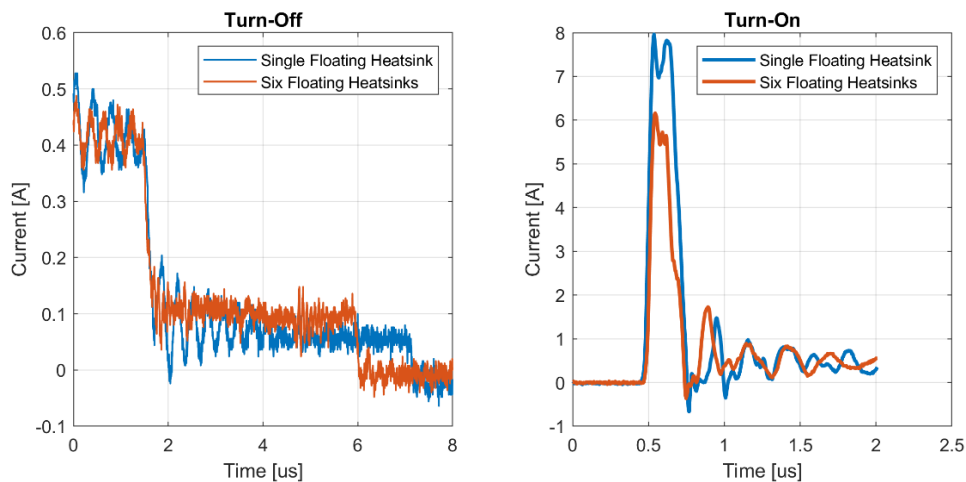 Turn-Off
0.6
0.5
0.4
0.3
0.2
0.1
0
-0.1
Current [A]
Single Floating Heatsink
Six Floating Heatsinks
0 2 4 6 8
Time [us]
Turn-On
8
7
6
5
4
3
2
1
0
-1
Current [A]
Single Floating Heatsink
Six Floating Heatsinks
0 0.5 1 1.5 2 2.5
Time [us]